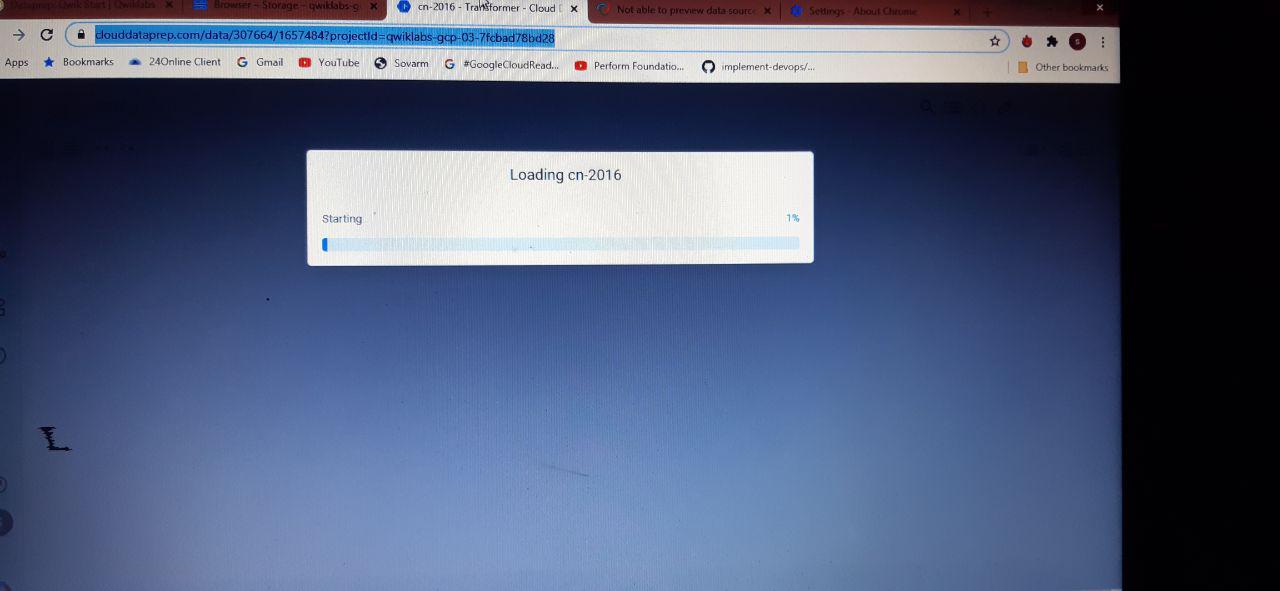 Dataprep: Qwik Start | Qwiklabs
Browser – Storage – qwiklabs-g
cn-2016 - Transformer - Cloud D
Not able to preview data source
Settings - About Chrome
clouddataprep.com/data/307664/1657484?projectId=qwiklabs-gcp-03-7fcbad78bd28
Apps Bookmarks 24Online Client Gmail YouTube Sovarm #GoogleCloudRead... Perform Foundatio... implement-devops/... Other bookmarks
Loading cn-2016
Starting 1%